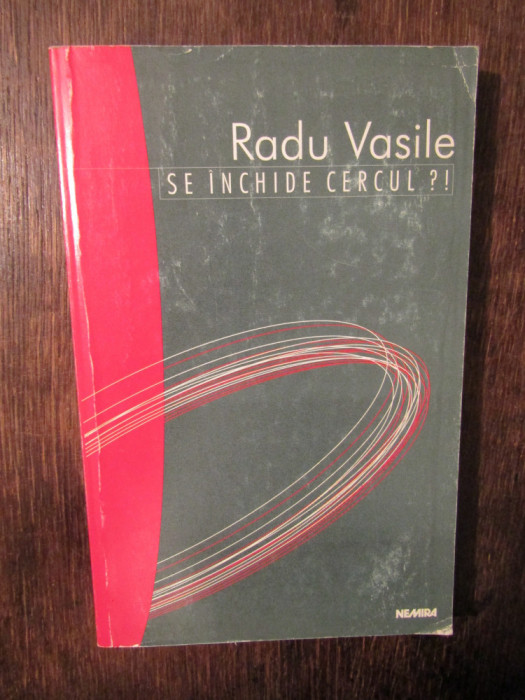 Radu Vasile
SE ÎNCHIDE CERCUL ?!
NEMIRA